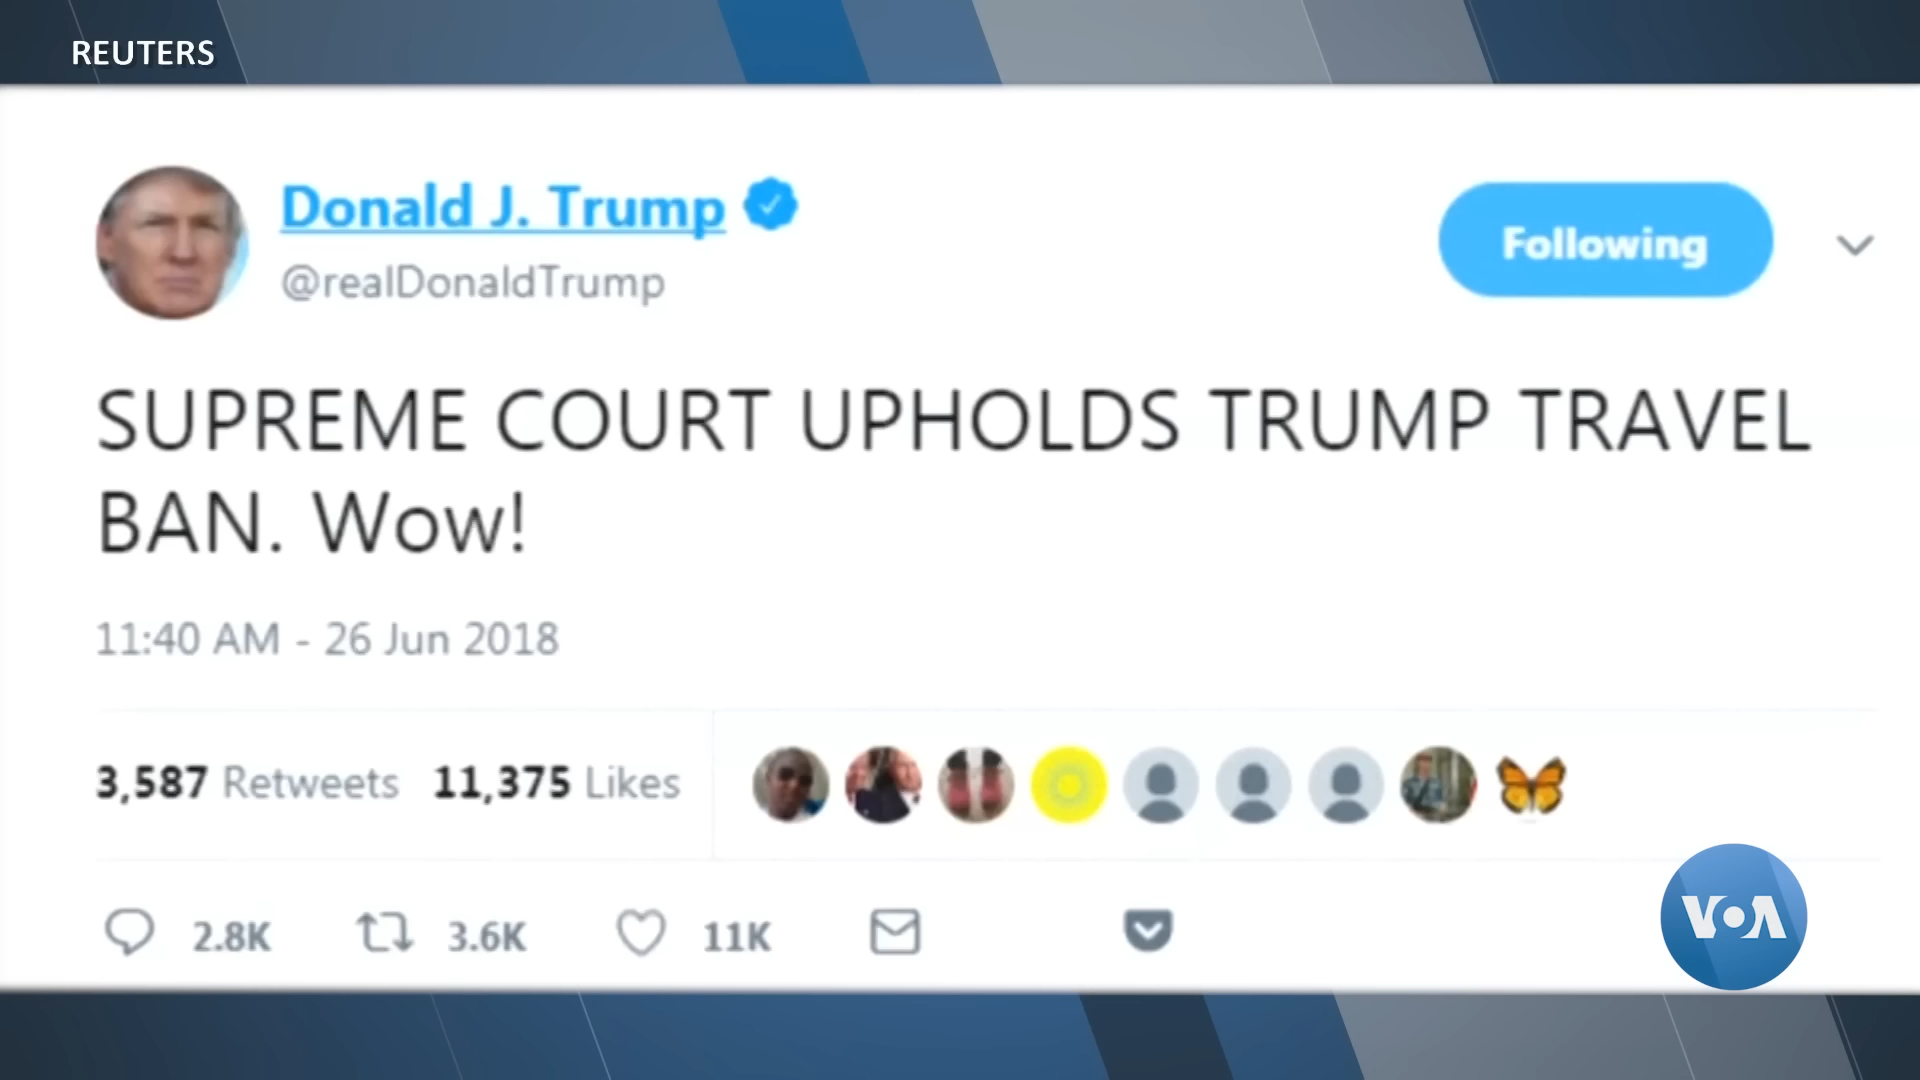 REUTERS
Donald J. Trump
@realDonaldTrump
Following
SUPREME COURT UPHOLDS TRUMP TRAVEL
BAN. Wow!
11:40 AM - 26 Jun 2018
3,587 Retweets 11,375 Likes
2.8K 3.6K 11K
VOA